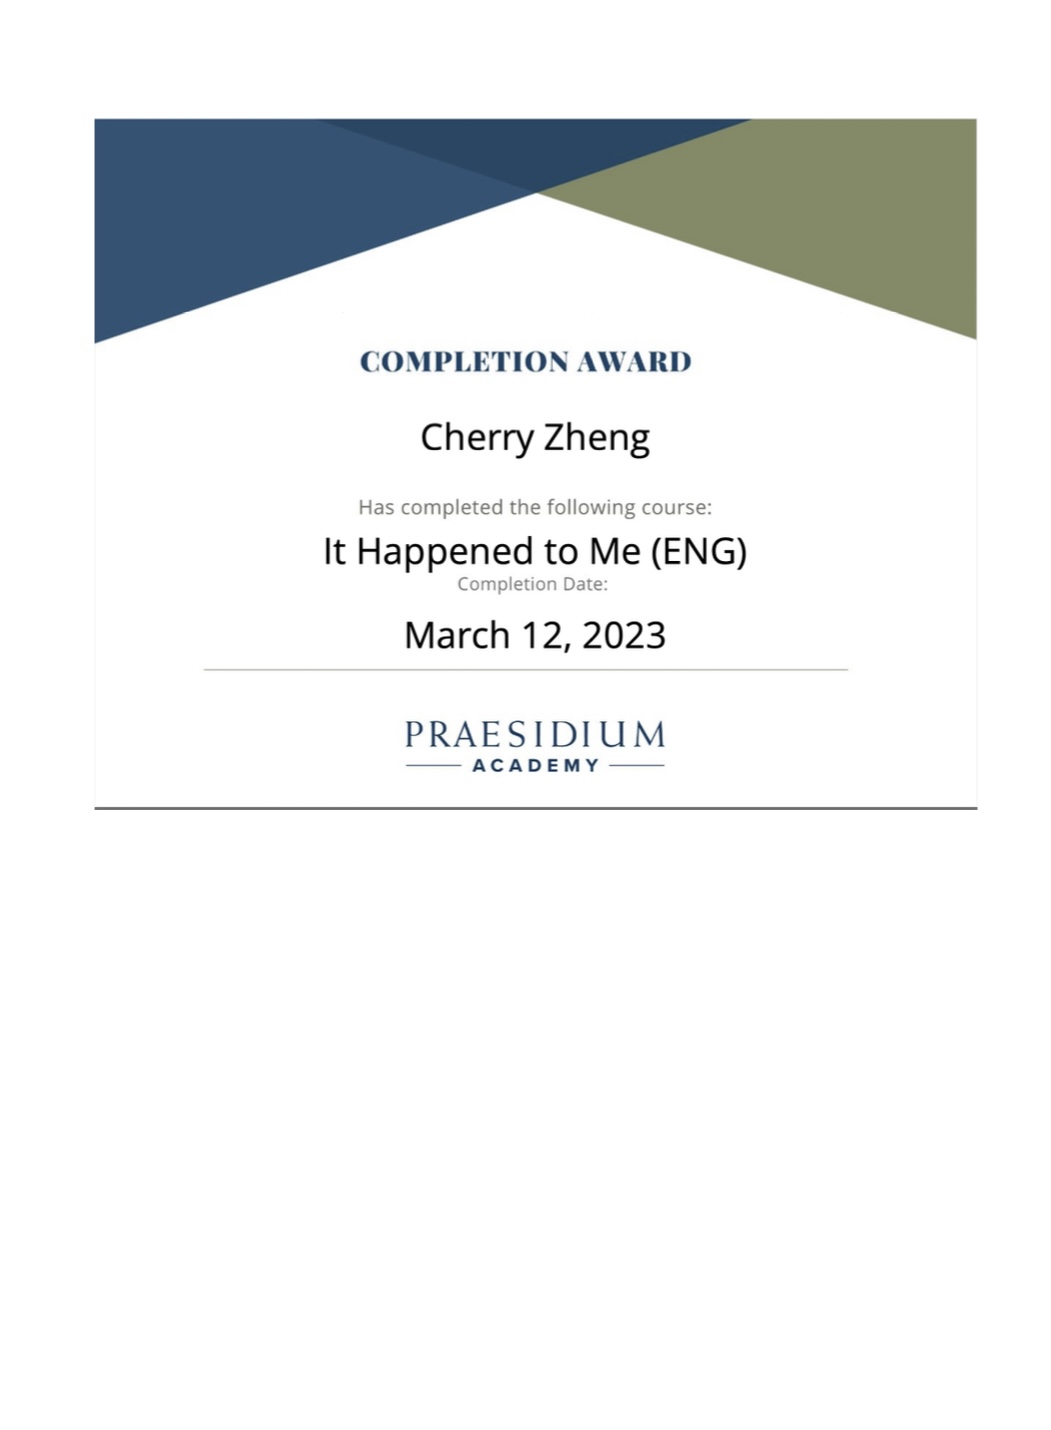 COMPLETION AWARD
Cherry Zheng
Has completed the following course:
It Happened to Me (ENG)
Completion Date:
March 12, 2023
PRAESIDIUM
ACADEMY